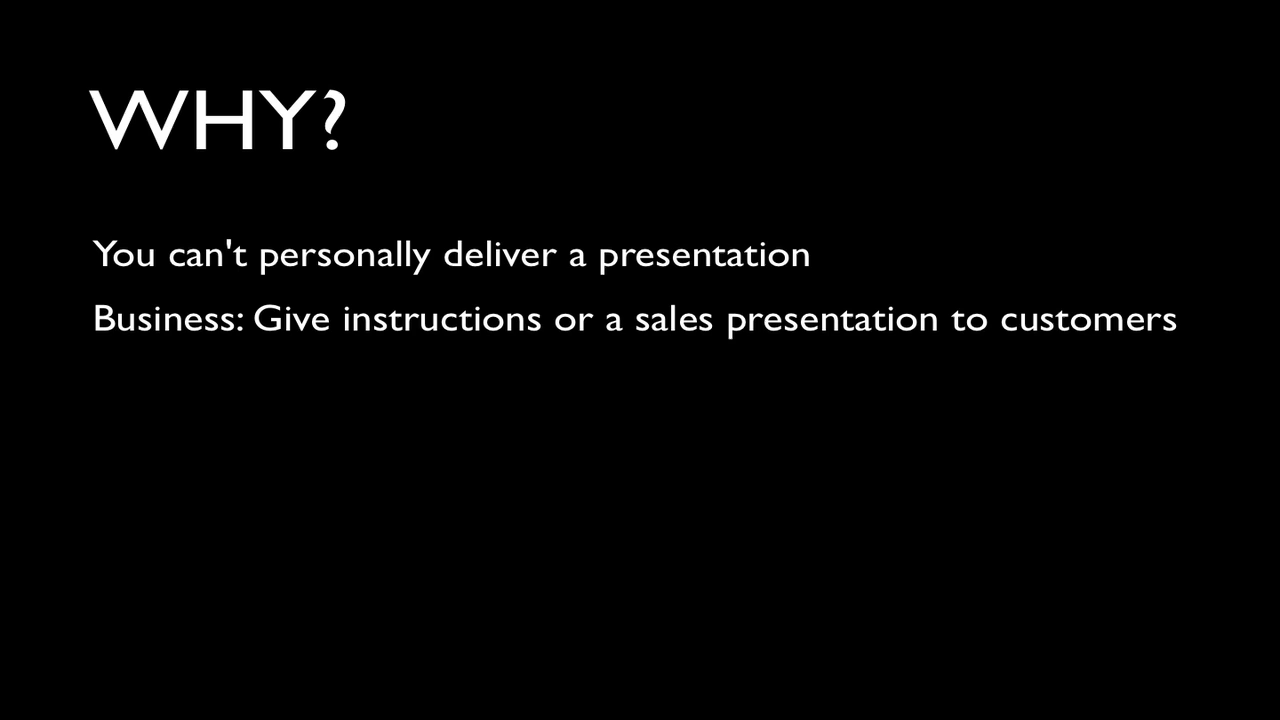 WHY?
You can't personally deliver a presentation
Business: Give instructions or a sales presentation to customers